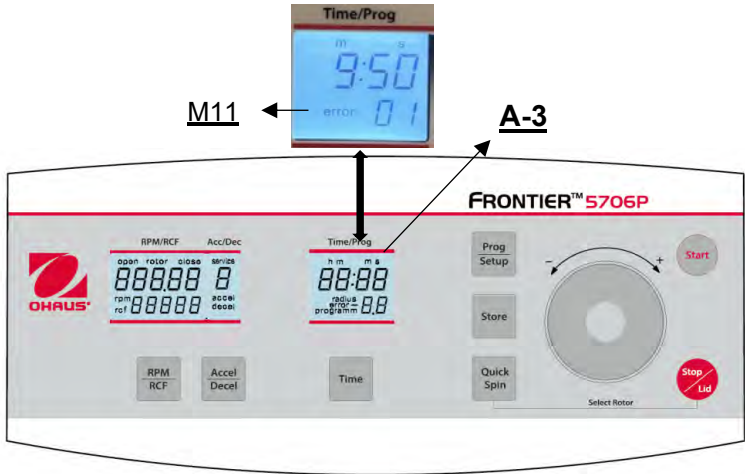 Time/Prog
m s
9:50
error 01
M11
A-3
FRONTIER™ 5706P
OHAUS®
RPM/RCF Acc/Dec
open rotor close service
888.88 8
rpm rcf 88888 accel decel
Time/Prog
h m m s
88:88
radius
error
programm 8.8
Prog Setup
Store
Quick Spin
RPM RCF
Accel Decel
Time
- +
Start
Stop Lid
Select Rotor